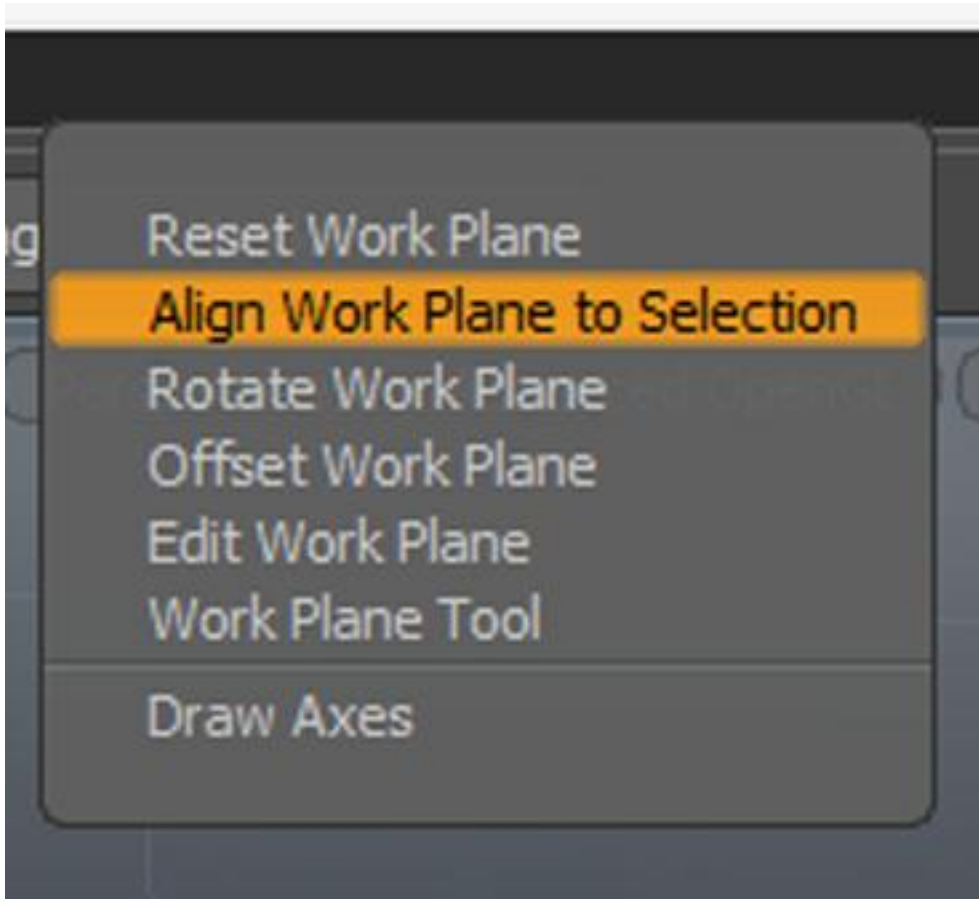 Reset Work Plane
Align Work Plane to Selection
Rotate Work Plane
Offset Work Plane
Edit Work Plane
Work Plane Tool
Draw Axes